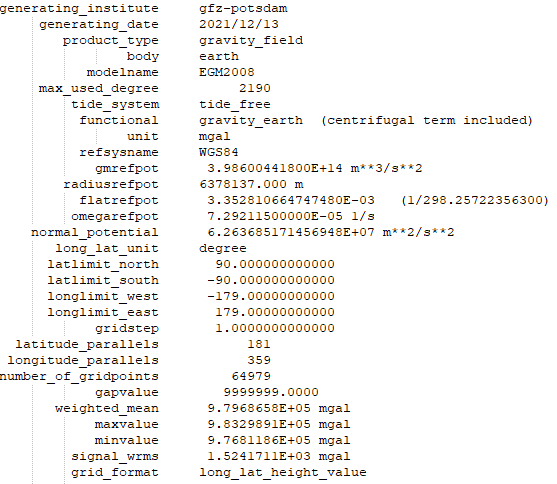 generating_institute gfz-potsdam
generating_date 2021/12/13
product_type gravity_field
body earth
modelname EGM2008
max_used_degree 2190
tide_system tide_free
functional gravity_earth (centrifugal term included)
unit mgal
refsysname WGS84
gmrefpot 3.98600441800E+14 m**3/s**2
radiusrefpot 6378137.000 m
flatrefpot 3.352810664747480E-03 (1/298.25722356300)
omegarefpot 7.29211500000E-05 1/s
normal_potential 6.263685171456948E+07 m**2/s**2
long_lat_unit degree
latlimit_north 90.000000000000
latlimit_south -90.000000000000
longlimit_west -179.00000000000
longlimit_east 179.00000000000
gridstep 1.0000000000000
latitude_parallels 181
longitude_parallels 359
number_of_gridpoints 64979
gapvalue 9999999.0000
weighted_mean 9.7968658E+05 mgal
maxvalue 9.8329891E+05 mgal
minvalue 9.7681186E+05 mgal
signal_wrms 1.5241711E+03 mgal
grid_format long_lat_height_value